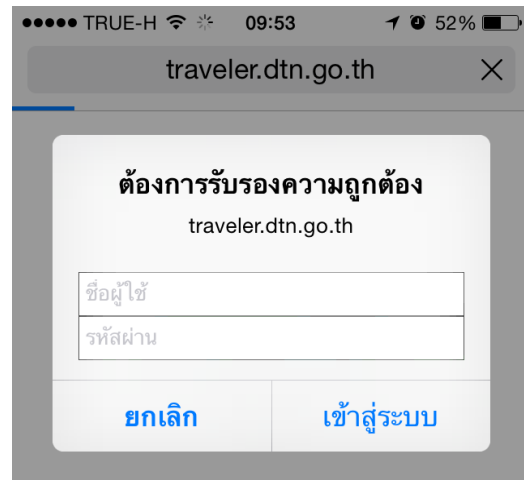 TRUE-H 09:53 52%
traveler.dtn.go.th
ต้องการรับรองความถูกต้อง
traveler.dtn.go.th
ชื่อผู้ใช้
รหัสผ่าน
ยกเลิก เข้าสู่ระบบ